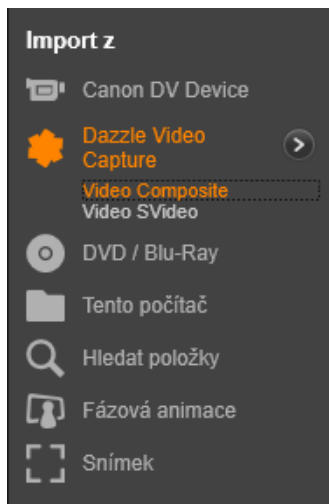 Import z
Canon DV Device
Dazzle Video
Capture
Video Composite
Video SVideo
DVD / Blu-Ray
Tento počítač
Hledat položky
Fázová animace
Snímek